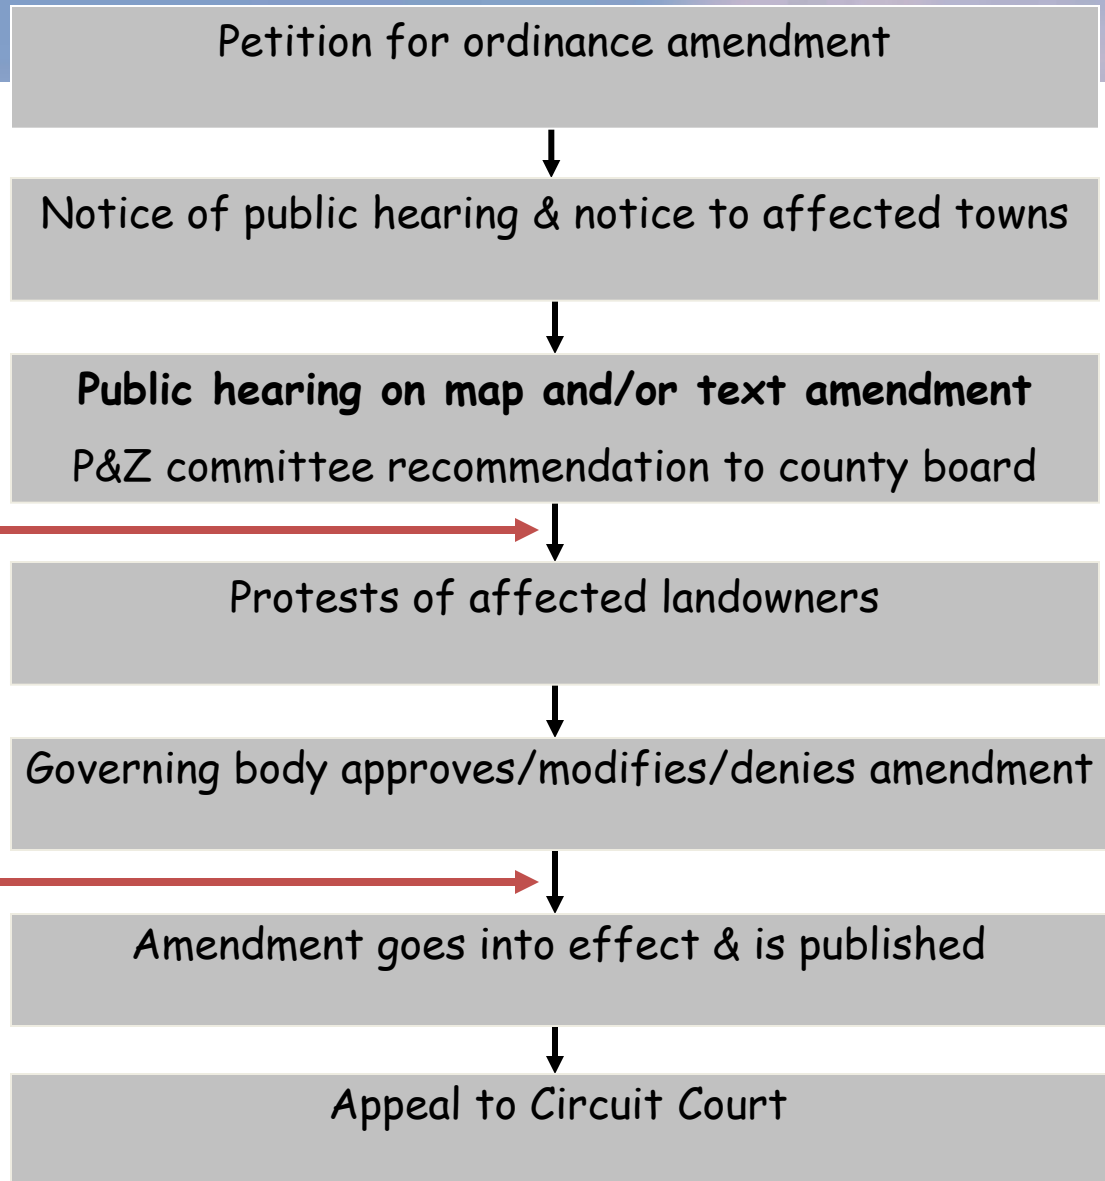 Petition for ordinance amendment
Notice of public hearing & notice to affected towns
Public hearing on map and/or text amendment
P&Z committee recommendation to county board
Protests of affected landowners
Governing body approves/modifies/denies amendment
Amendment goes into effect & is published
Appeal to Circuit Court